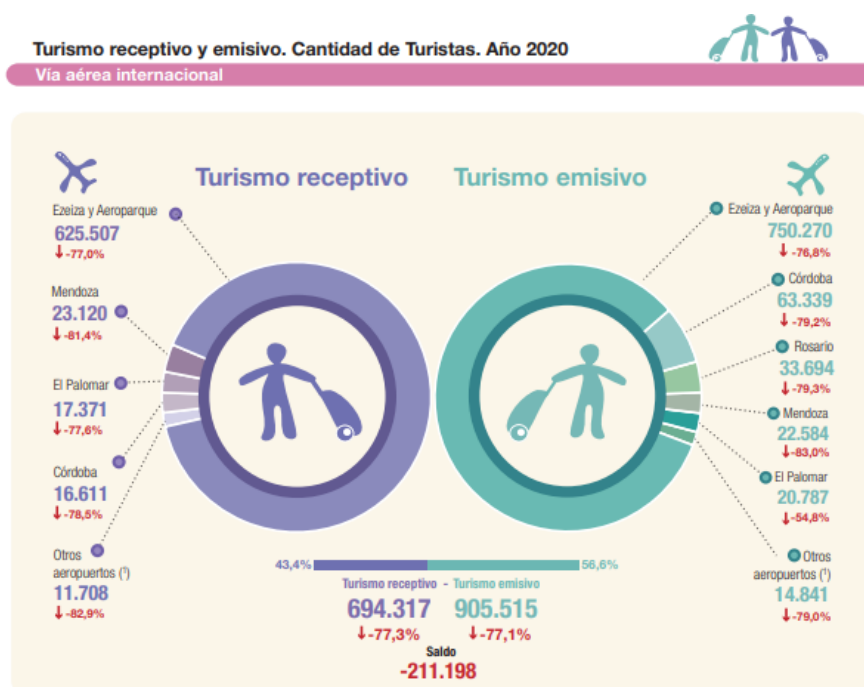 Turismo receptivo y emisivo. Cantidad de Turistas. Año 2020
Vía aérea internacional
Turismo receptivo
Ezeiza y Aeroparque
625.507
↓-77,0%
Mendoza
23.120
↓-81,4%
El Palomar
17.371
↓-77,6%
Córdoba
16.611
↓-78,5%
Otros
aeropuertos (¹)
11.708
↓-82,9%
Turismo emisivo
Ezeiza y Aeroparque
750.270
↓-76,8%
Córdoba
63.339
↓-79,2%
Rosario
33.694
↓-79,3%
Mendoza
22.584
↓-83,0%
El Palomar
20.787
↓-54,8%
Otros
aeropuertos (¹)
14.841
↓-79,0%
43,4% 56,6%
Turismo receptivo - Turismo emisivo
694.317 905.515
↓-77,3% ↓-77,1%
Saldo
-211.198